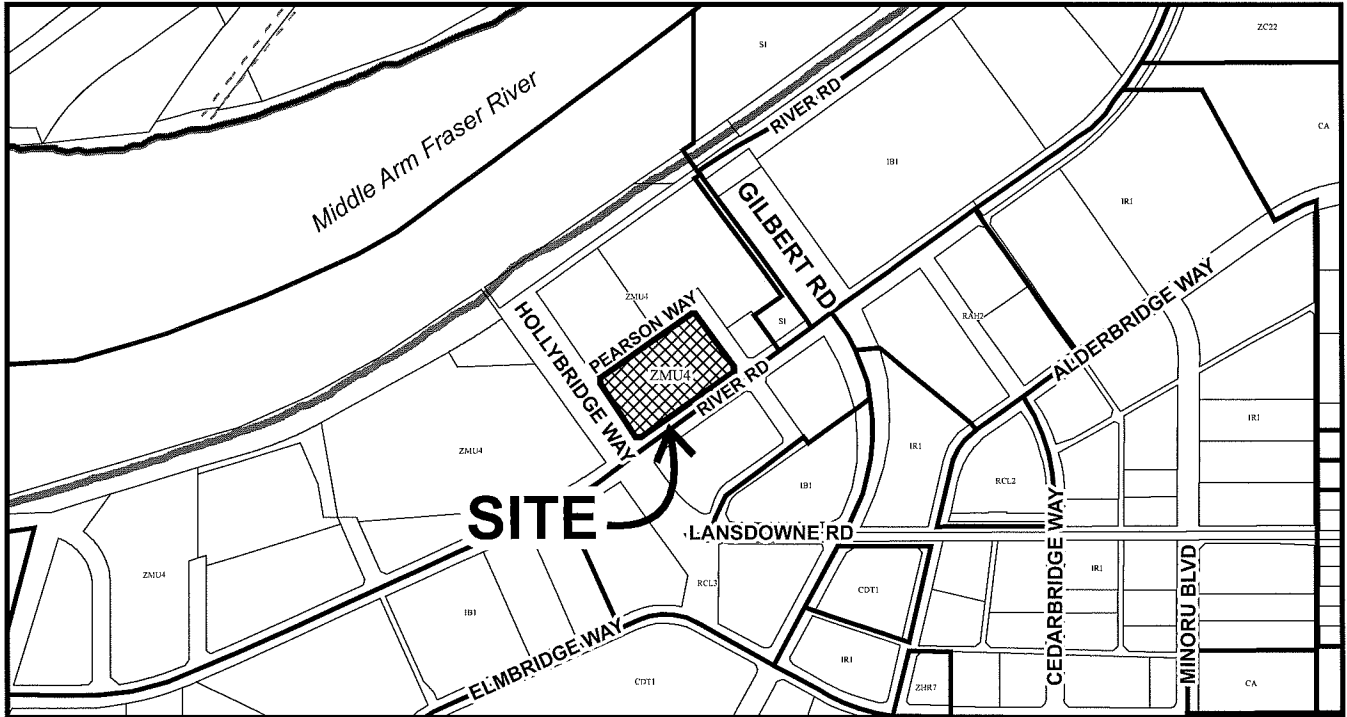 ZC22
S1
RIVER RD
CA
Middle Arm Fraser River
IB1
GILBERT RD
IR1
ALDERBRIDGE WAY
ZMU4
PEARSON WAY
HOLLYBRIDGE WAY
S1
RAH2
ZMU4
RIVER RD
IR1
IR1
ZMU4
RCL2
IB1
SITE
LANSDOWNE RD
CEDARBRIDGE WAY
MINORU BLVD
ZMU4
RCL3
CDT1
IR1
IB1
ELMBRIDGE WAY
IR1
CDT1
ZHR7
CA